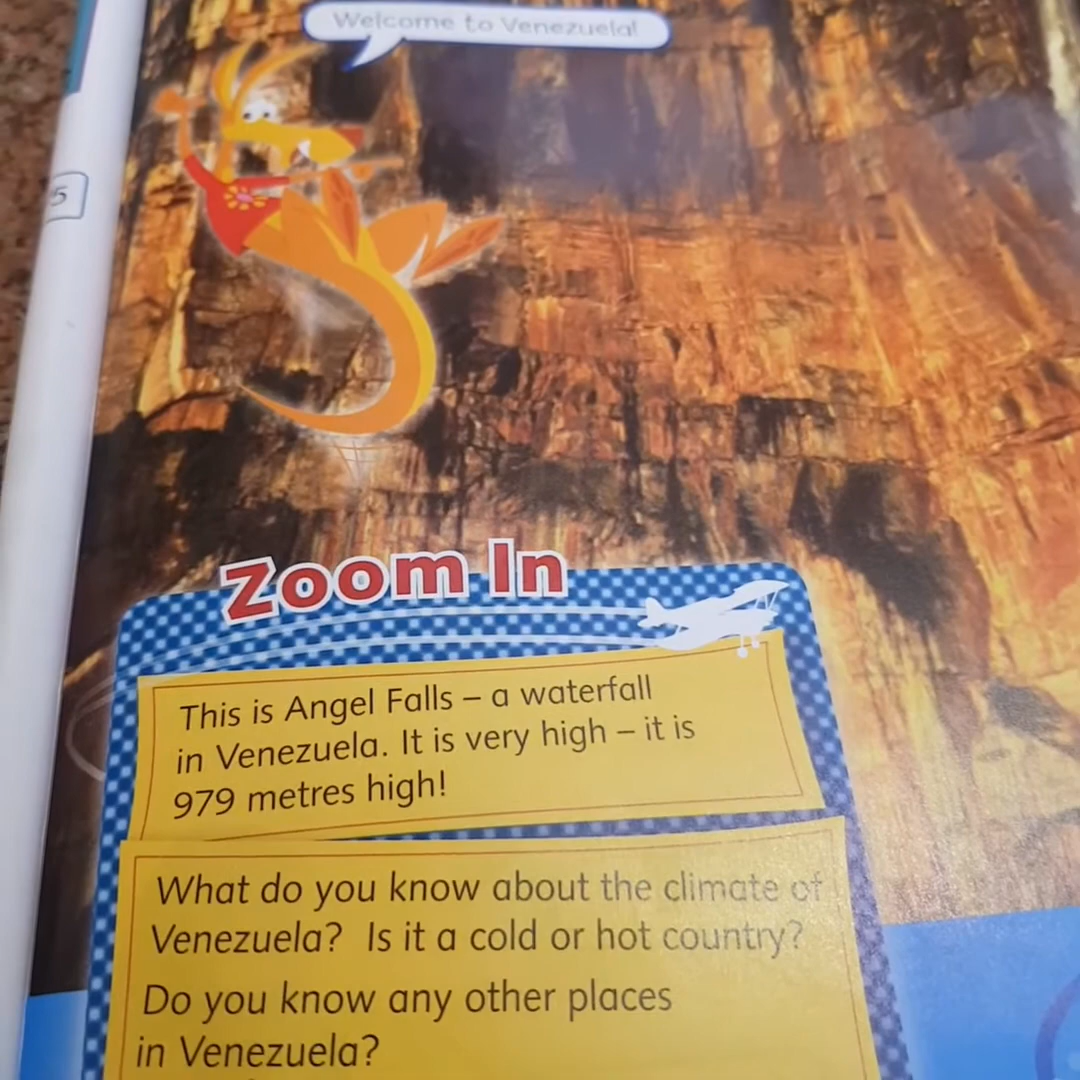 Welcome to Venezuela!
5
Zoom In
This is Angel Falls – a waterfall
in Venezuela. It is very high – it is
979 metres high!
What do you know about the climate of
Venezuela? Is it a cold or hot country?
Do you know any other places
in Venezuela?